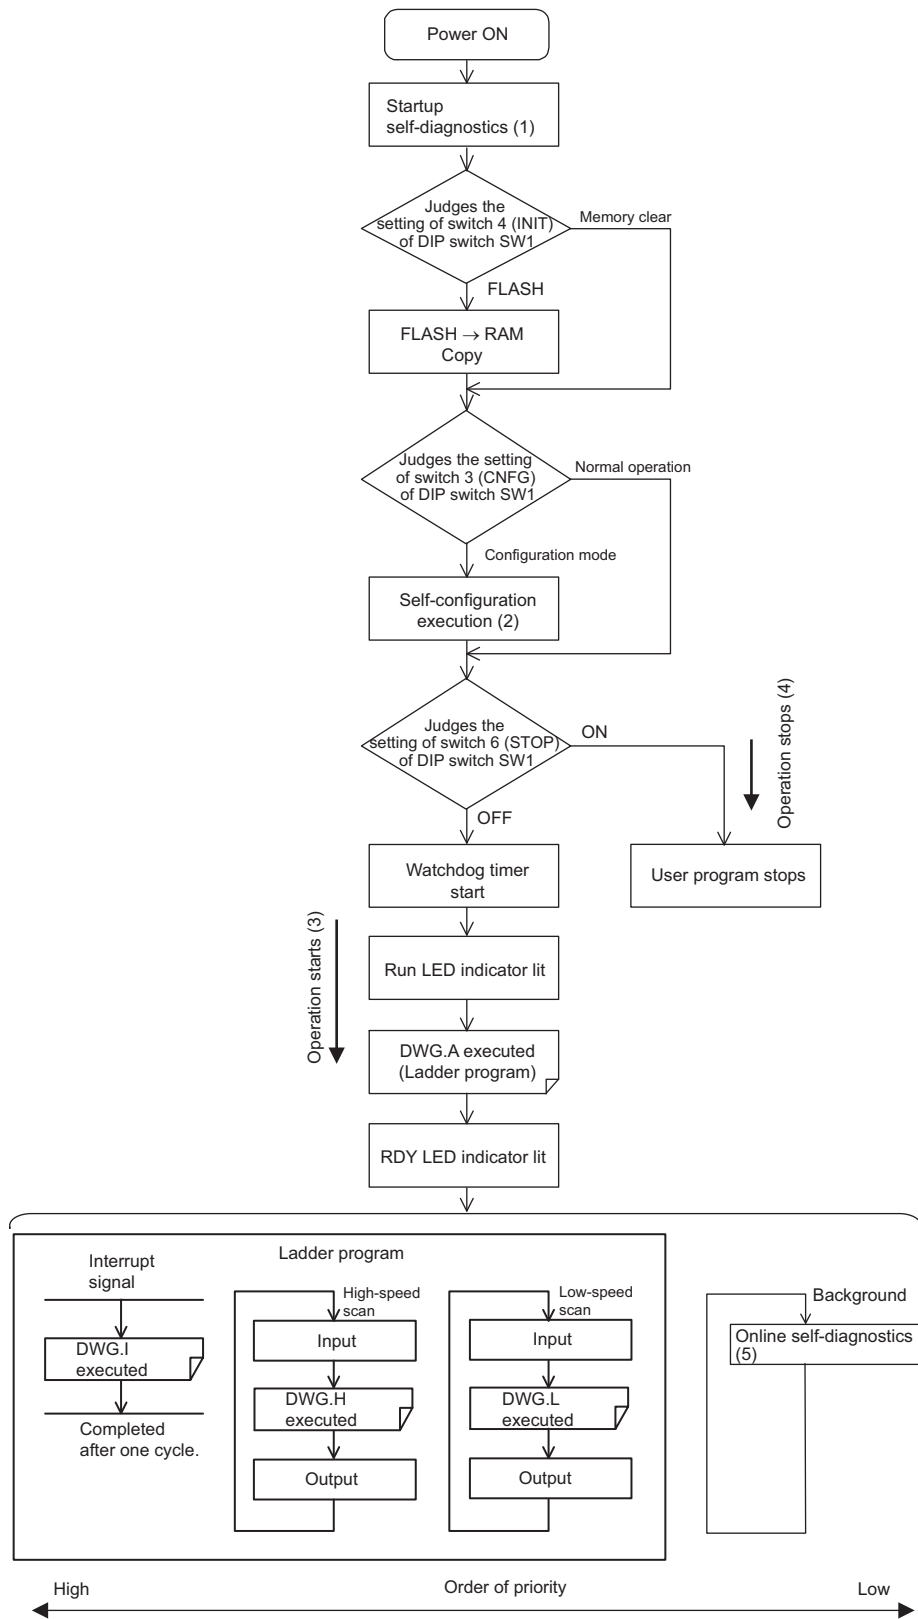 Power ON
Startup
self-diagnostics (1)
Judges the
setting of switch 4 (INIT)
of DIP switch SW1
Memory clear
FLASH
FLASH → RAM
Copy
Judges the setting
of switch 3 (CNFG)
of DIP switch SW1
Normal operation
Configuration mode
Self-configuration
execution (2)
Judges the
setting of switch 6 (STOP)
of DIP switch SW1
ON
Operation stops (4)
OFF
Watchdog timer
start
User program stops
Operation starts (3)
Run LED indicator lit
DWG.A executed
(Ladder program)
RDY LED indicator lit
Ladder program
Interrupt
signal
DWG.I
executed
Completed
after one cycle.
High-speed
scan
Input
DWG.H
executed
Output
Low-speed
scan
Input
DWG.L
executed
Output
Background
Online self-diagnostics
(5)
High
Order of priority
Low